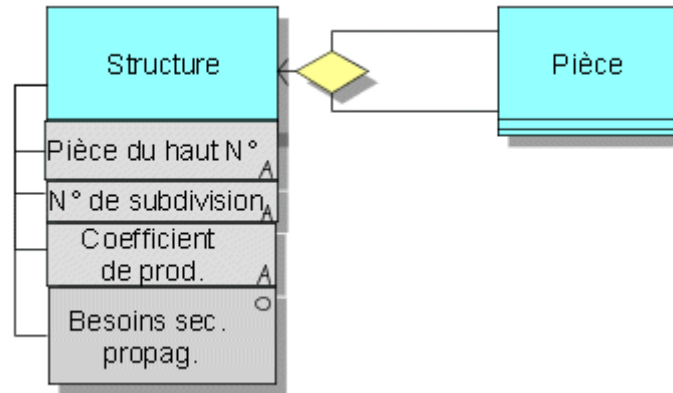 Structure
Pièce
Pièce du haut N°
A
N° de subdivision
A
Coefficient
de prod.
A
Besoins sec.
propag.